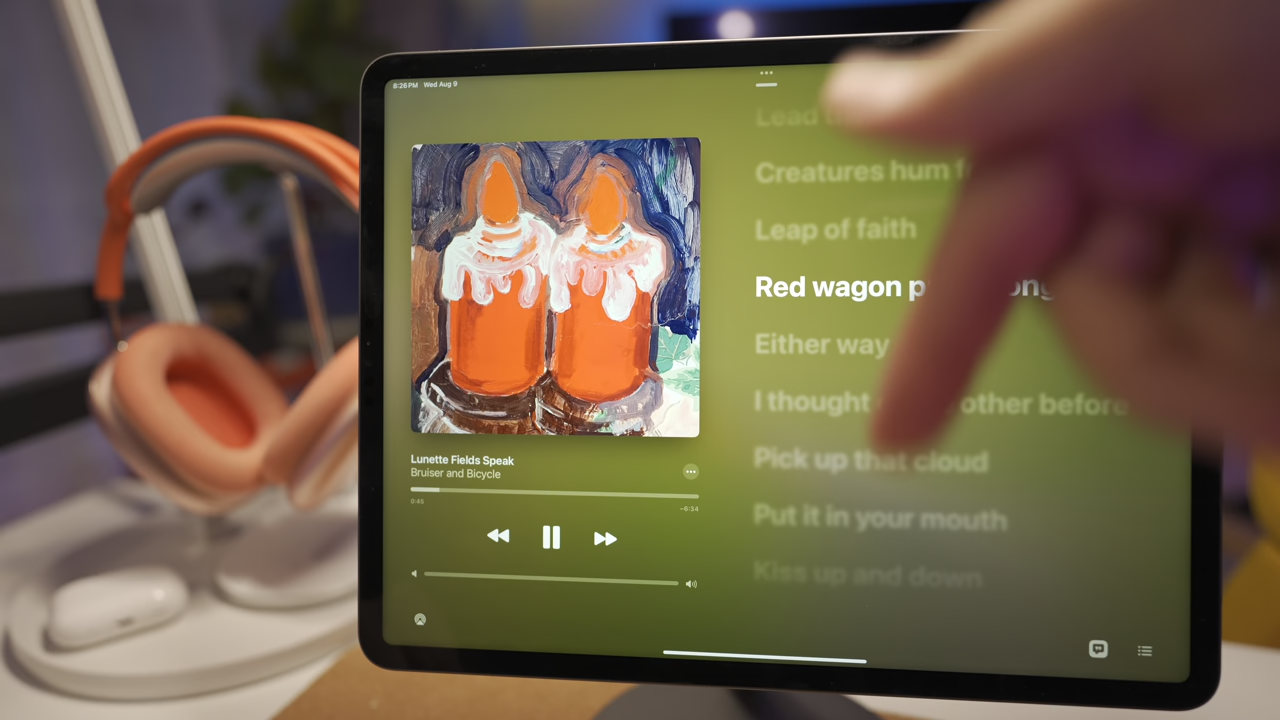 8:26 PM Wed Aug 9
Lead
Creatures hum
Leap of faith
Red wagon
Either way
I thought other before
Pick up that cloud
Put it in your mouth
Kiss up and down
Lunette Fields Speak
Bruiser and Bicycle
0:45
-6:34